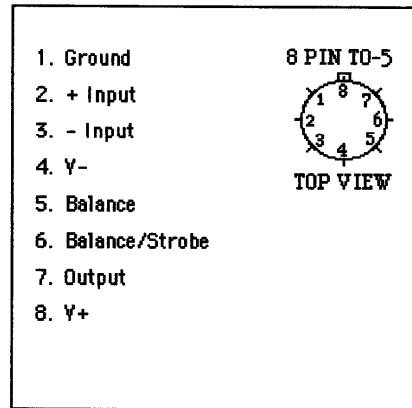 1. Ground
2. + Input
3. - Input
4. V-
5. Balance
6. Balance/Strobe
7. Output
8. V+
8 PIN TO-5
8
1 7
2 6
3 5
4
TOP VIEW